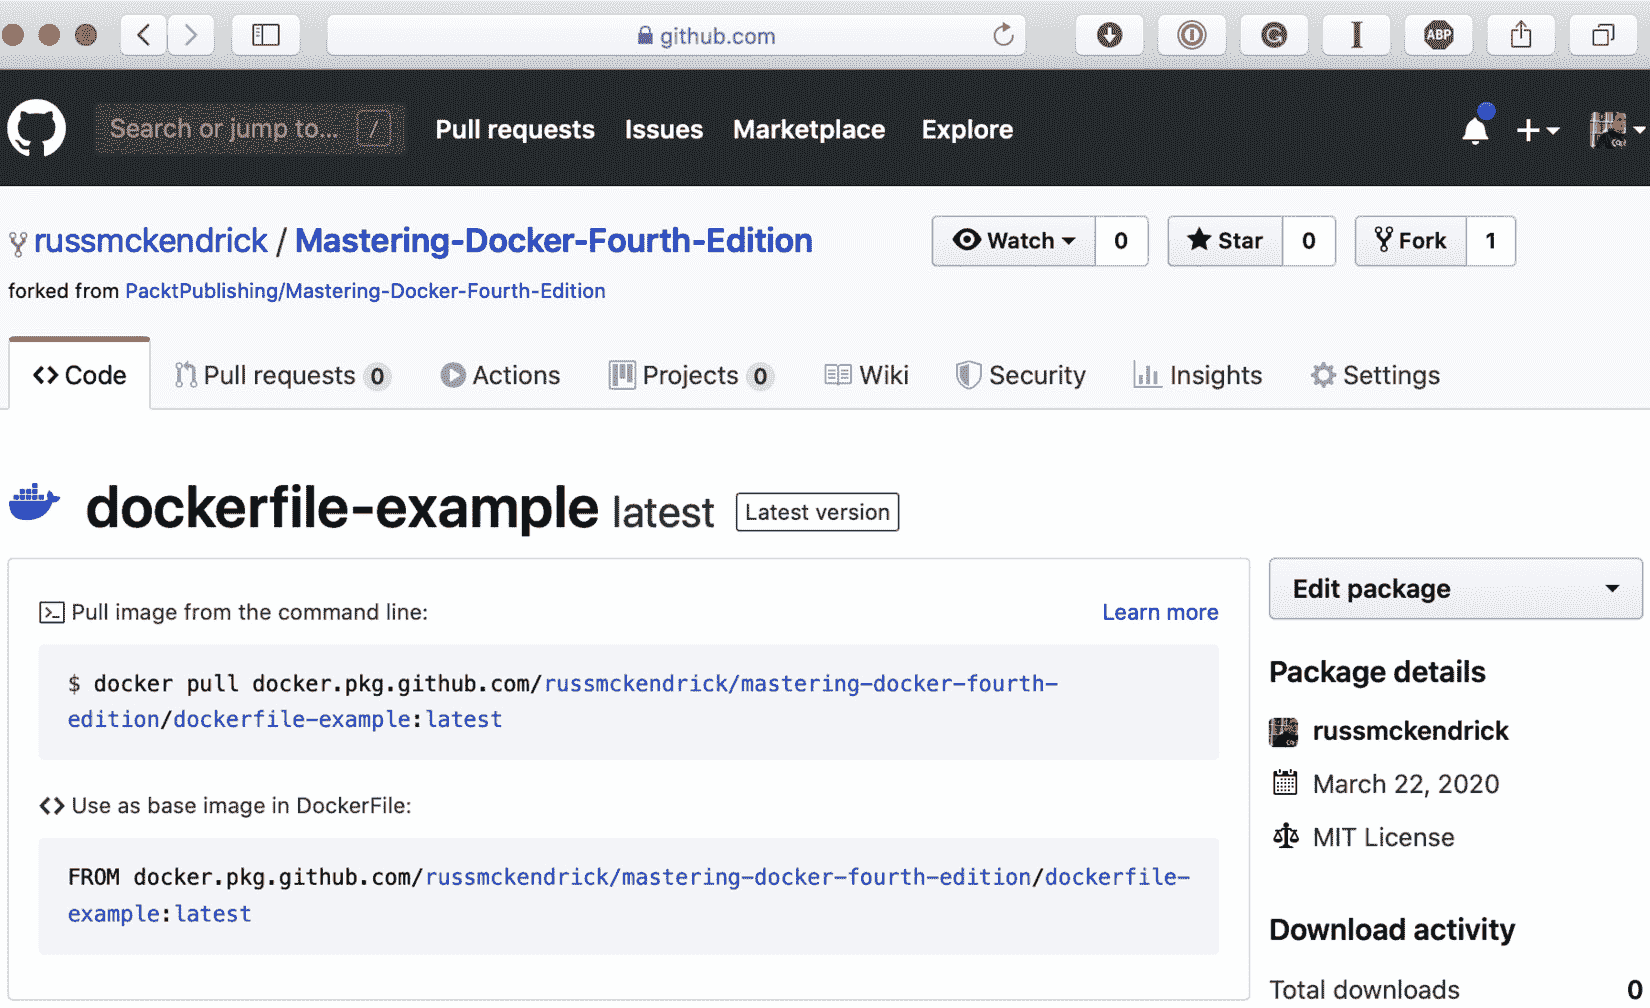 github.com
ABP
Search or jump to... /
Pull requests Issues Marketplace Explore
russmckendrick / Mastering-Docker-Fourth-Edition
Watch 0 Star 0 Fork 1
forked from PacktPublishing/Mastering-Docker-Fourth-Edition
Code Pull requests 0 Actions Projects 0 Wiki Security Insights Settings
dockerfile-example latest Latest version
Pull image from the command line: Learn more
$ docker pull docker.pkg.github.com/russmckendrick/mastering-docker-fourth-
edition/dockerfile-example:latest
Use as base image in DockerFile:
FROM docker.pkg.github.com/russmckendrick/mastering-docker-fourth-edition/dockerfile-
example:latest
Edit package
Package details
russmckendrick
March 22, 2020
MIT License
Download activity
Total downloads 0